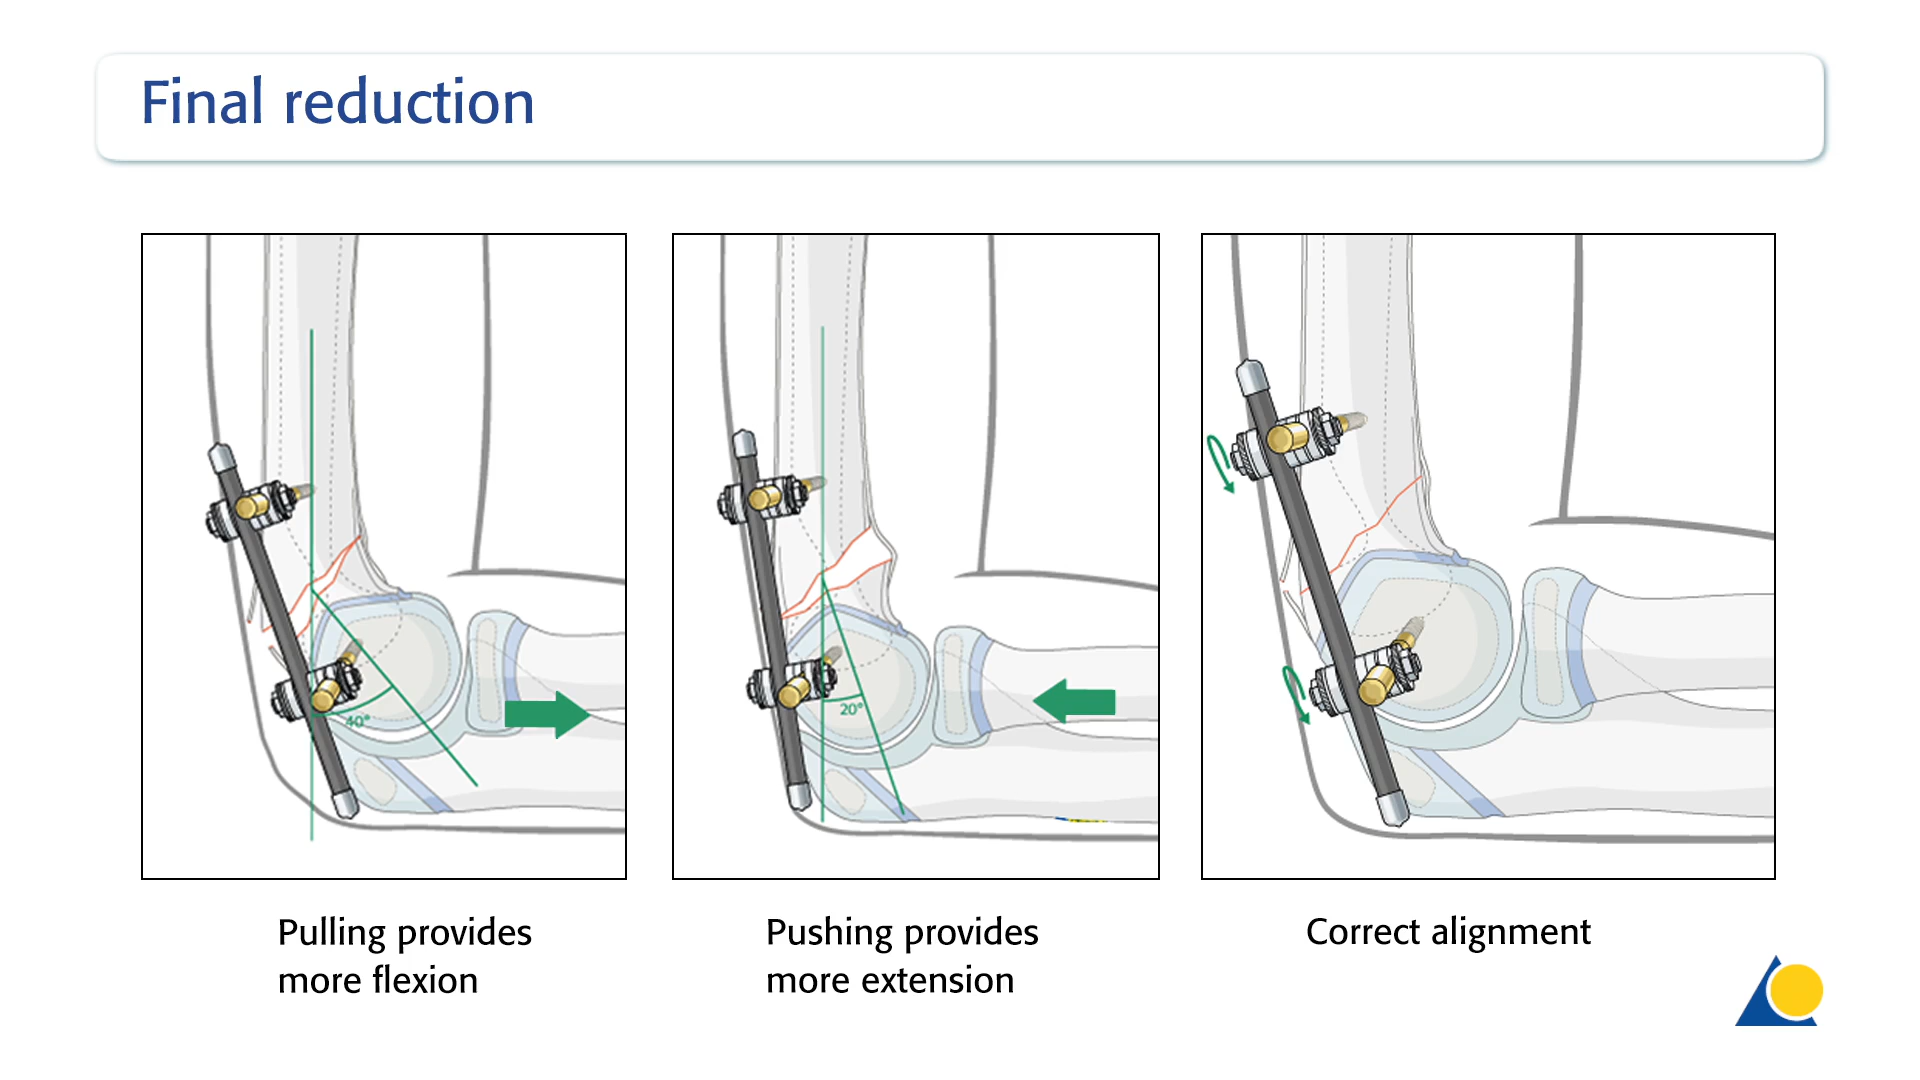 Final reduction
40°
20°
Pulling provides
more flexion
Pushing provides
more extension
Correct alignment